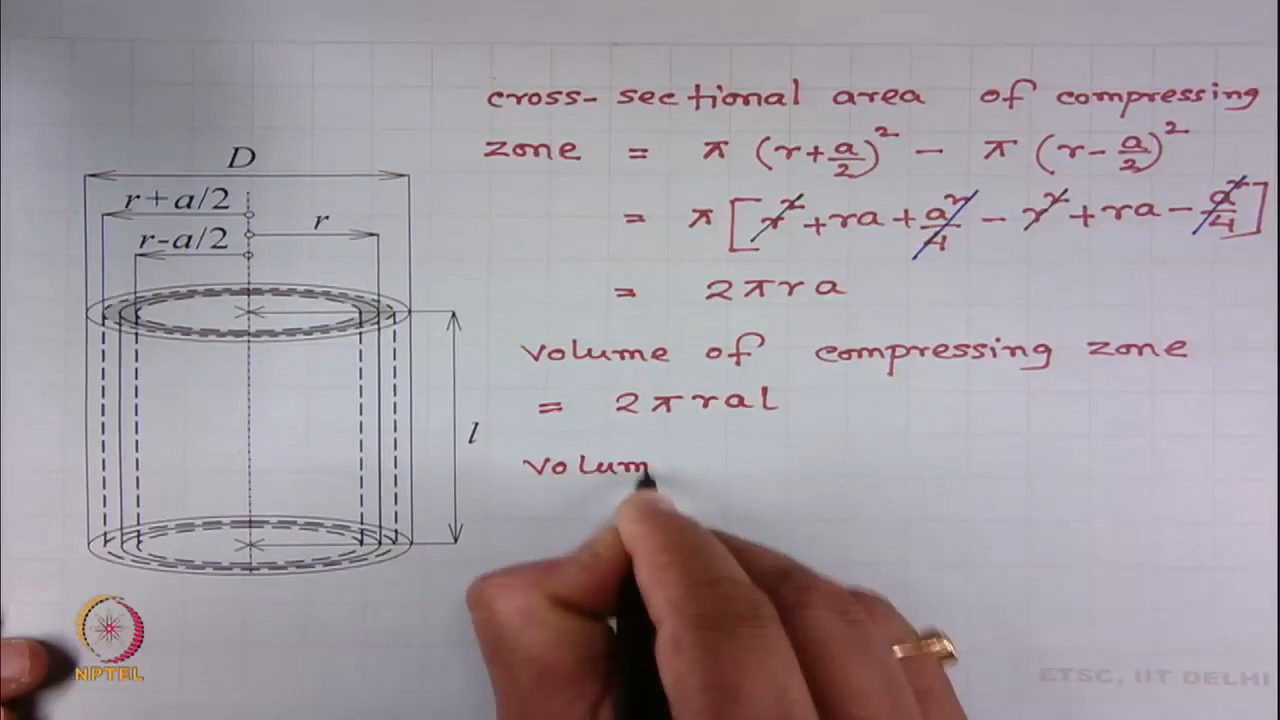 D
r+a/2
r
r-a/2
l
cross-sectional area of compressing
zone = π (r+a/2)² - π (r-a/2)²
= π [r² + ra + a²/4 - r² + ra - a²/4]
= 2πra
volume of compressing zone
= 2πral
volum
NPTEL
ETSC, IIT DELHI